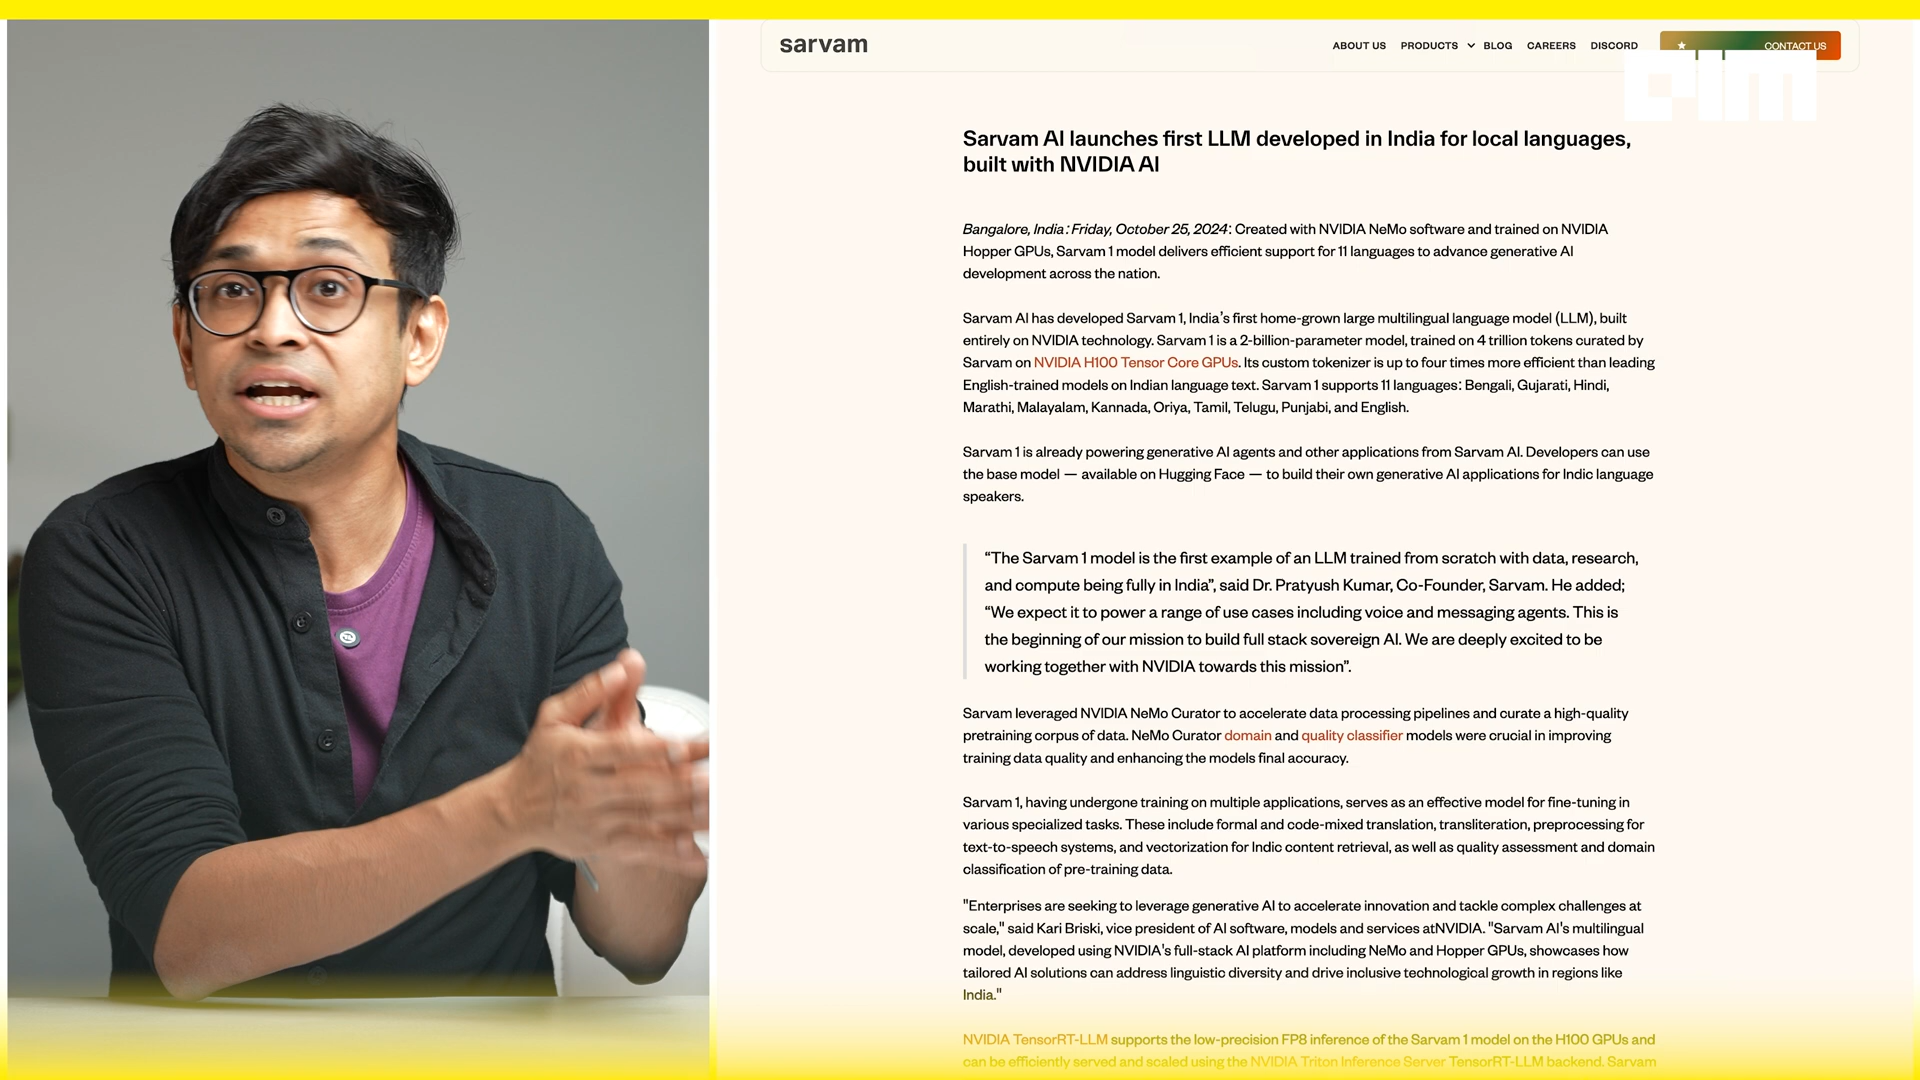 sarvam
ABOUT US
PRODUCTS
BLOG
CAREERS
DISCORD
CONTACT US
aim
Sarvam AI launches first LLM developed in India for local languages,
built with NVIDIA AI
Bangalore, India : Friday, October 25, 2024: Created with NVIDIA NeMo software and trained on NVIDIA
Hopper GPUs, Sarvam 1 model delivers efficient support for 11 languages to advance generative AI
development across the nation.
Sarvam AI has developed Sarvam 1, India's first home-grown large multilingual language model (LLM), built
entirely on NVIDIA technology. Sarvam 1 is a 2-billion-parameter model, trained on 4 trillion tokens curated by
Sarvam on NVIDIA H100 Tensor Core GPUs. Its custom tokenizer is up to four times more efficient than leading
English-trained models on Indian language text. Sarvam 1 supports 11 languages: Bengali, Gujarati, Hindi,
Marathi, Malayalam, Kannada, Oriya, Tamil, Telugu, Punjabi, and English.
Sarvam 1 is already powering generative AI agents and other applications from Sarvam AI. Developers can use
the base model — available on Hugging Face — to build their own generative AI applications for Indic language
speakers.
“The Sarvam 1 model is the first example of an LLM trained from scratch with data, research,
and compute being fully in India”, said Dr. Pratyush Kumar, Co-Founder, Sarvam. He added;
“We expect it to power a range of use cases including voice and messaging agents. This is
the beginning of our mission to build full stack sovereign AI. We are deeply excited to be
working together with NVIDIA towards this mission”.
Sarvam leveraged NVIDIA NeMo Curator to accelerate data processing pipelines and curate a high-quality
pretraining corpus of data. NeMo Curator domain and quality classifier models were crucial in improving
training data quality and enhancing the models final accuracy.
Sarvam 1, having undergone training on multiple applications, serves as an effective model for fine-tuning in
various specialized tasks. These include formal and code-mixed translation, transliteration, preprocessing for
text-to-speech systems, and vectorization for Indic content retrieval, as well as quality assessment and domain
classification of pre-training data.
"Enterprises are seeking to leverage generative AI to accelerate innovation and tackle complex challenges at
scale," said Kari Briski, vice president of AI software, models and services atNVIDIA. "Sarvam AI's multilingual
model, developed using NVIDIA's full-stack AI platform including NeMo and Hopper GPUs, showcases how
tailored AI solutions can address linguistic diversity and drive inclusive technological growth in regions like
India."
NVIDIA TensorRT-LLM supports the low-precision FP8 inference of the Sarvam 1 model on the H100 GPUs and
can be efficiently served and scaled using the NVIDIA Triton Inference Server TensorRT-LLM backend. Sarvam